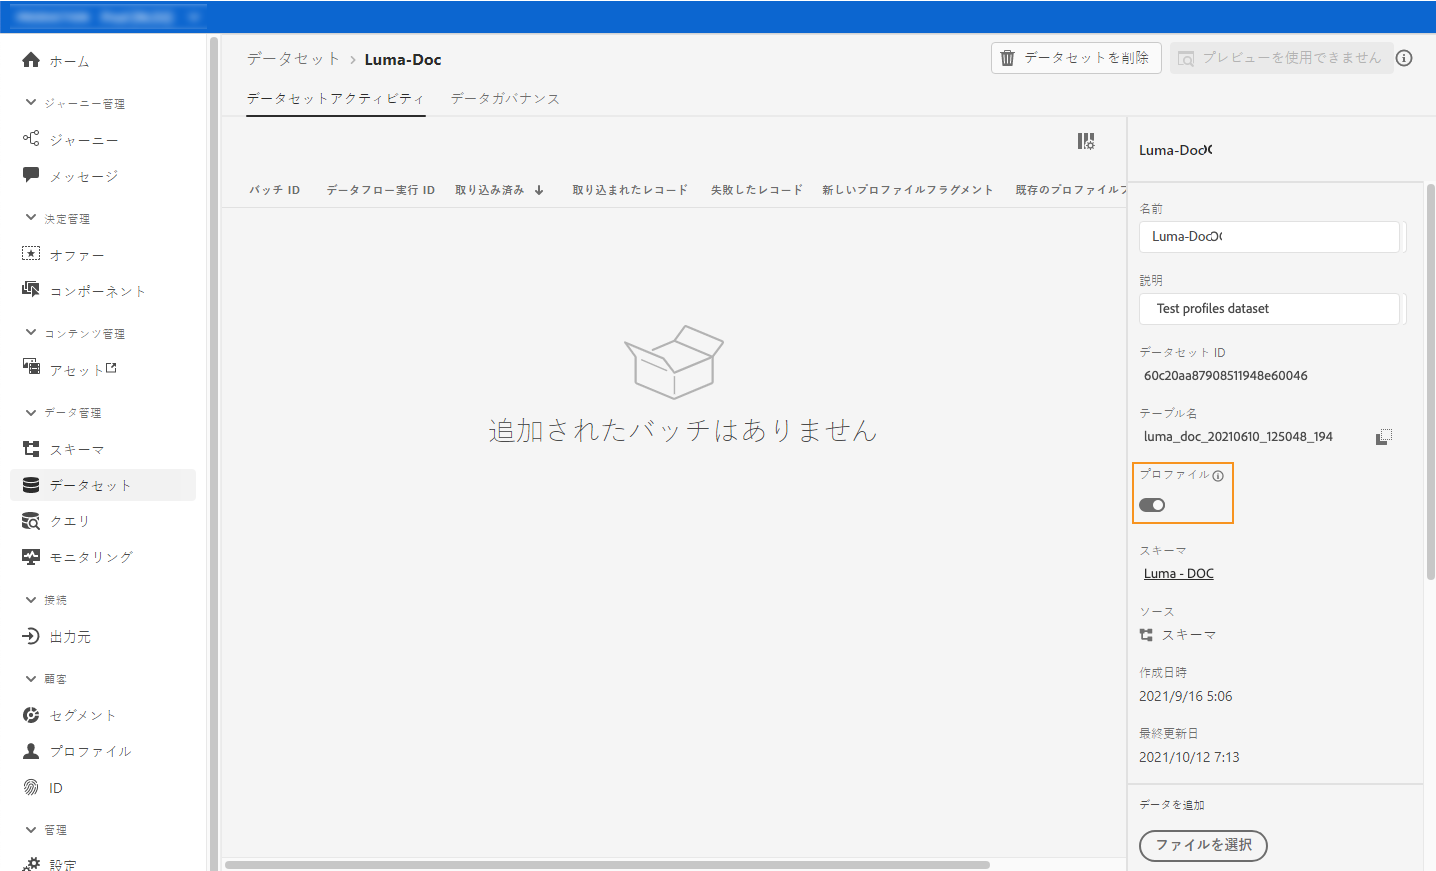 ホーム
ジャーニー管理
ジャーニー
メッセージ
決定管理
オファー
コンポーネント
コンテンツ管理
アセット
データ管理
スキーマ
データセット
クエリ
モニタリング
接続
出力元
顧客
セグメント
プロファイル
ID
管理
設定
データセット > Luma-Doc
データセットを削除
プレビューを使用できません
データセットアクティビティ
データガバナンス
バッチ ID
データフロー実行 ID
取り込み済み
取り込まれたレコード
失敗したレコード
新しいプロファイルフラグメント
既存のプロファイルフ
追加されたバッチはありません
Luma-Doc
名前
Luma-Doc
説明
Test profiles dataset
データセット ID
60c20aa87908511948e60046
テーブル名
luma_doc_20210610_125048_194
プロファイル
スキーマ
Luma - DOC
ソース
スキーマ
作成日時
2021/9/16 5:06
最終更新日
2021/10/12 7:13
データを追加
ファイルを選択